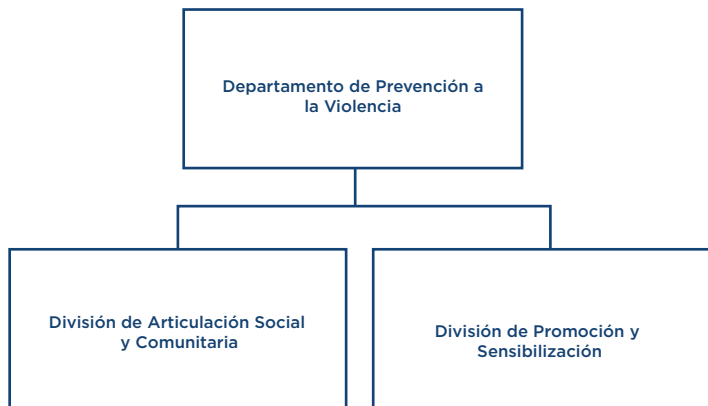 Departamento de Prevención a
la Violencia
División de Articulación Social
y Comunitaria
División de Promoción y
Sensibilización